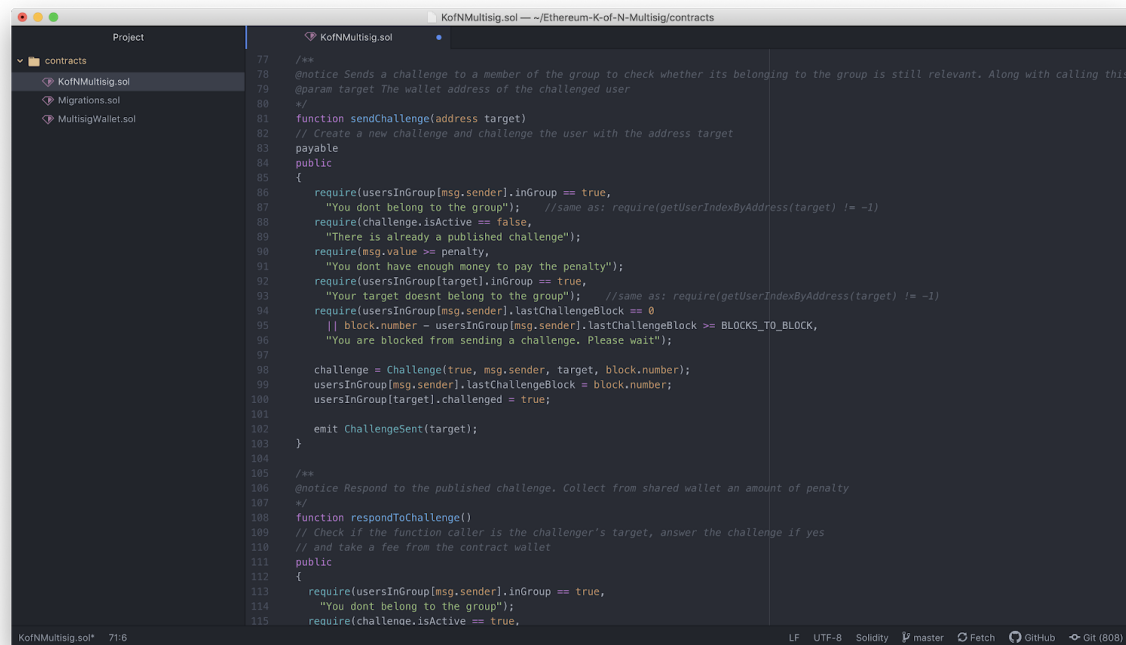 KofNMultisig.sol — ~/Ethereum-K-of-N-Multisig/contracts
Project
contracts
KofNMultisig.sol
Migrations.sol
MultisigWallet.sol
KofNMultisig.sol
77 /**
78 @notice Sends a challenge to a member of the group to check whether its belonging to the group is still relevant. Along with calling this
79 @param target The wallet address of the challenged user
80 */
81 function sendChallenge(address target)
82 // Create a new challenge and challenge the user with the address target
83 payable
84 public
85 {
86 require(usersInGroup[msg.sender].inGroup == true,
87 "You dont belong to the group"); //same as: require(getUserIndexByAddress(target) != -1)
88 require(challenge.isActive == false,
89 "There is already a published challenge");
90 require(msg.value >= penalty,
91 "You dont have enough money to pay the penalty");
92 require(usersInGroup[target].inGroup == true,
93 "Your target doesnt belong to the group"); //same as: require(getUserIndexByAddress(target) != -1)
94 require(usersInGroup[msg.sender].lastChallengeBlock == 0
95 || block.number - usersInGroup[msg.sender].lastChallengeBlock >= BLOCKS_TO_BLOCK,
96 "You are blocked from sending a challenge. Please wait");
97
98 challenge = Challenge(true, msg.sender, target, block.number);
99 usersInGroup[msg.sender].lastChallengeBlock = block.number;
100 usersInGroup[target].challenged = true;
101
102 emit ChallengeSent(target);
103 }
104
105 /**
106 @notice Respond to the published challenge. Collect from shared wallet an amount of penalty
107 */
108 function respondToChallenge()
109 // Check if the function caller is the challenger's target, answer the challenge if yes
110 // and take a fee from the contract wallet
111 public
112 {
113 require(usersInGroup[msg.sender].inGroup == true,
114 "You dont belong to the group");
115 require(challenge.isActive == true,
KofNMultisig.sol* 71:6 LF UTF-8 Solidity master Fetch GitHub Git (808)